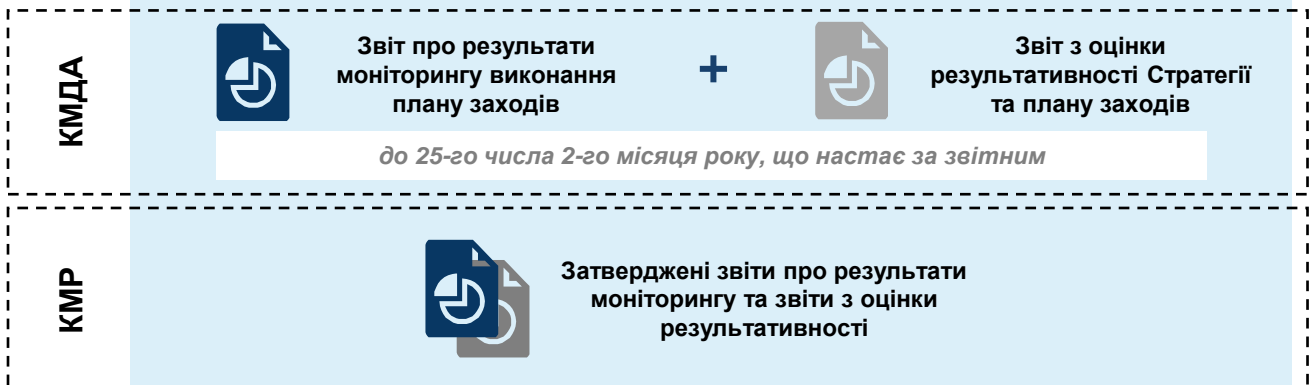 КМДА
Звіт про результати
моніторингу виконання
плану заходів
+
Звіт з оцінки
результативності Стратегії
та плану заходів
до 25-го числа 2-го місяця року, що настає за звітним
КМР
Затверджені звіти про результати
моніторингу та звіти з оцінки
результативності